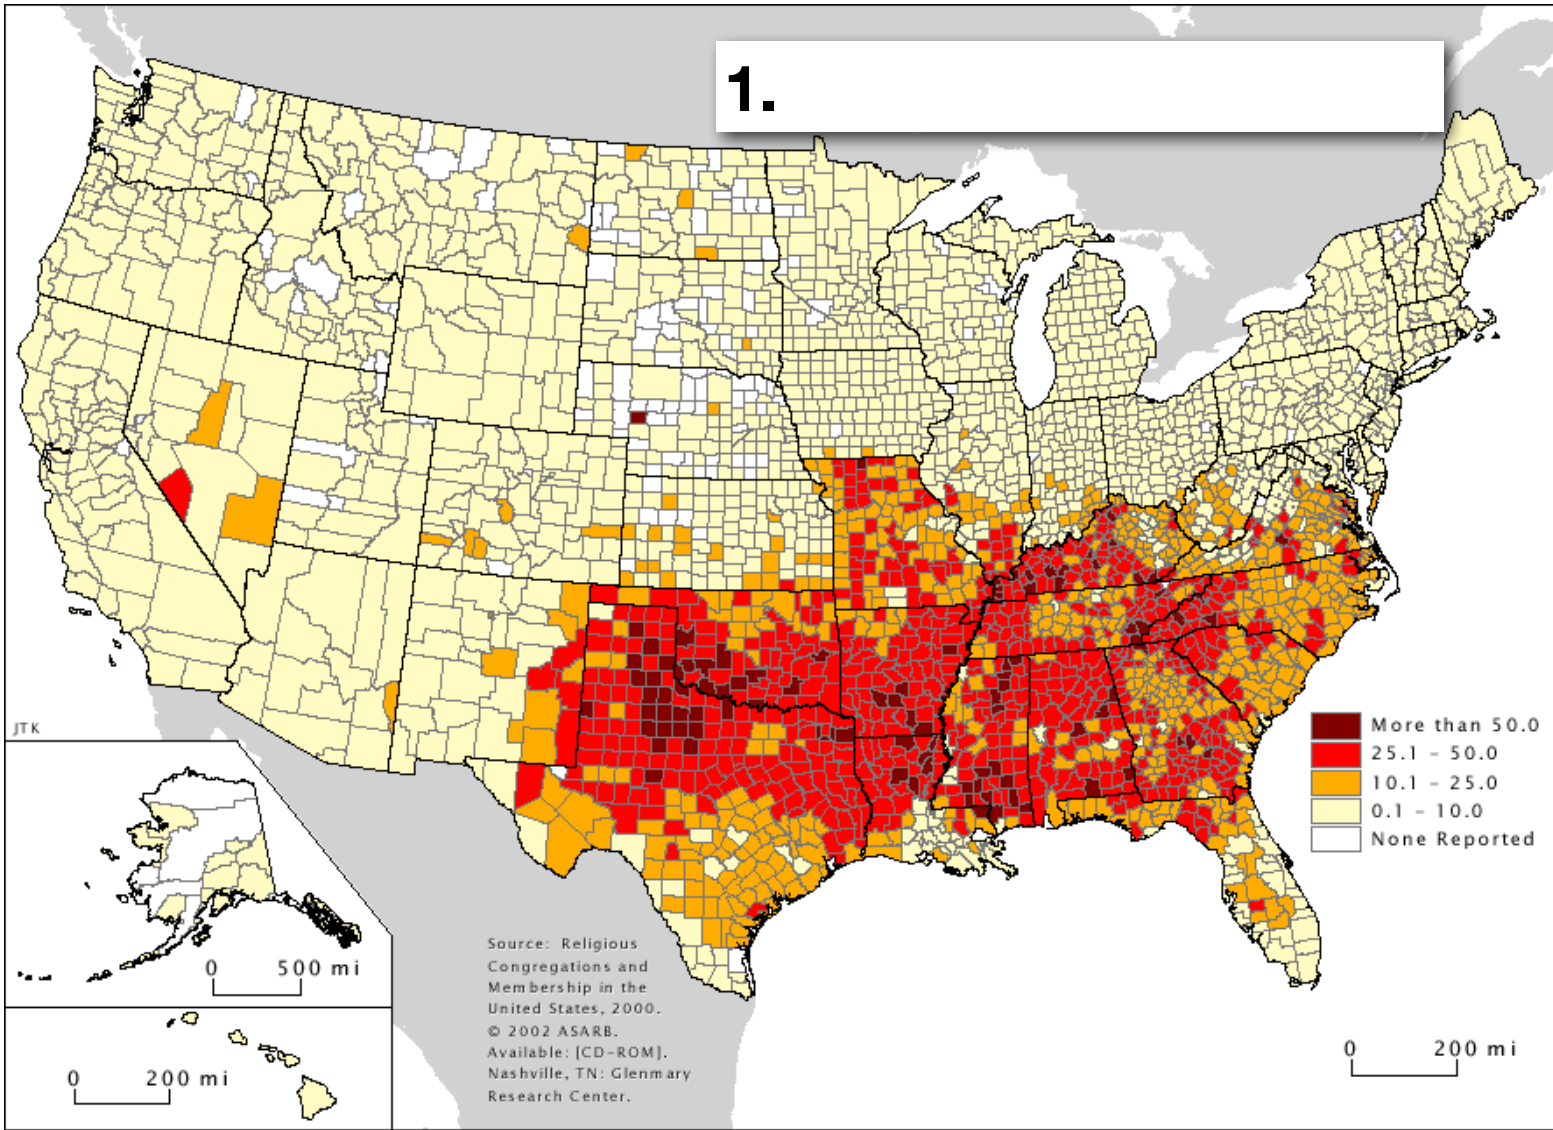 1.
JTK
More than 50.0
25.1 – 50.0
10.1 – 25.0
0.1 – 10.0
None Reported
0 500 mi
0 200 mi
Source: Religious
Congregations and
Membership in the
United States, 2000.
© 2002 ASARB.
Available: [CD-ROM].
Nashville, TN: Glenmary
Research Center.
0 200 mi